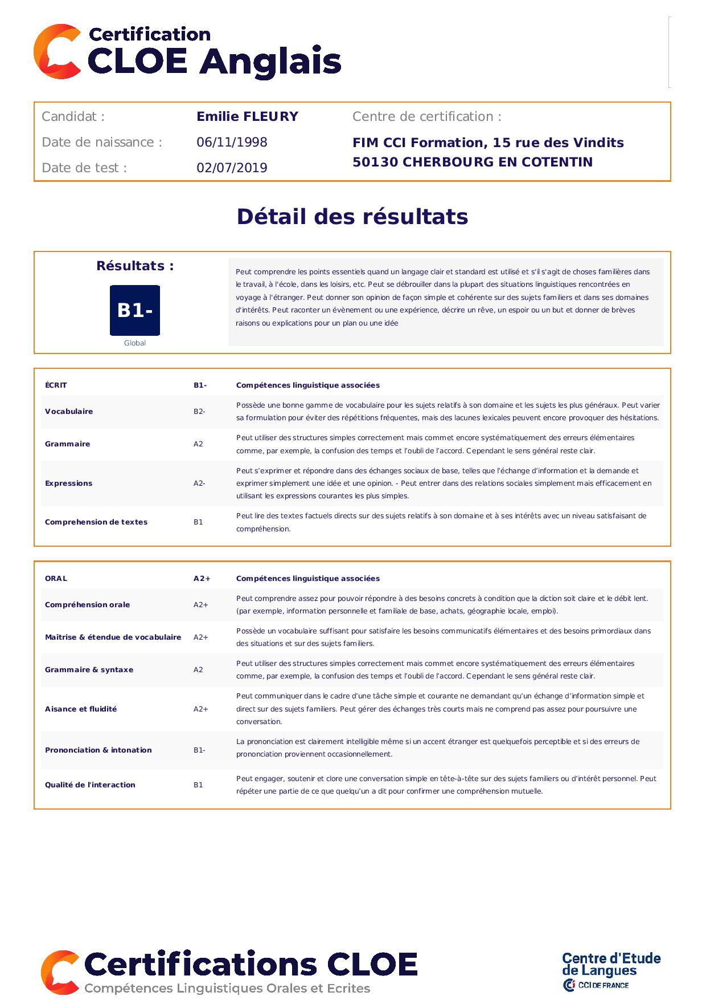 Certification
CLOE Anglais
Candidat : Emilie FLEURY Centre de certification :
Date de naissance : 06/11/1998 FIM CCI Formation, 15 rue des Vindits
50130 CHERBOURG EN COTENTIN
Date de test : 02/07/2019
Détail des résultats
Résultats :
B1-
Global
Peut comprendre les points essentiels quand un langage clair et standard est utilisé et s'il s'agit de choses familières dans
le travail, à l'école, dans les loisirs, etc. Peut se débrouiller dans la plupart des situations linguistiques rencontrées en
voyage à l'étranger. Peut donner son opinion de façon simple et cohérente sur des sujets familiers et dans ses domaines
d'intérêts. Peut raconter un évènement ou une expérience, décrire un rêve, un espoir ou un but et donner de brèves
raisons ou explications pour un plan ou une idée
ÉCRIT B1- Compétences linguistique associées
Vocabulaire B2- Possède une bonne gamme de vocabulaire pour les sujets relatifs à son domaine et les sujets les plus généraux. Peut varier
sa formulation pour éviter des répétitions fréquentes, mais des lacunes lexicales peuvent encore provoquer des hésitations.
Grammaire A2 Peut utiliser des structures simples correctement mais commet encore systématiquement des erreurs élémentaires
comme, par exemple, la confusion des temps et l’oubli de l’accord. Cependant le sens général reste clair.
Expressions A2- Peut s’exprimer et répondre dans des échanges sociaux de base, telles que l’échange d’information et la demande et
exprimer simplement une idée et une opinion. - Peut entrer dans des relations sociales simplement mais efficacement en
utilisant les expressions courantes les plus simples.
Comprehension de textes B1 Peut lire des textes factuels directs sur des sujets relatifs à son domaine et à ses intérêts avec un niveau satisfaisant de
compréhension.
ORAL A2+ Compétences linguistique associées
Compréhension orale A2+ Peut comprendre assez pour pouvoir répondre à des besoins concrets à condition que la diction soit claire et le débit lent.
(par exemple, information personnelle et familiale de base, achats, géographie locale, emploi).
Maîtrise & étendue de vocabulaire A2+ Possède un vocabulaire suffisant pour satisfaire les besoins communicatifs élémentaires et des besoins primordiaux dans
des situations et sur des sujets familiers.
Grammaire & syntaxe A2 Peut utiliser des structures simples correctement mais commet encore systématiquement des erreurs élémentaires
comme, par exemple, la confusion des temps et l’oubli de l’accord. Cependant le sens général reste clair.
Aisance et fluidité A2+ Peut communiquer dans le cadre d’une tâche simple et courante ne demandant qu’un échange d’information simple et
direct sur des sujets familiers. Peut gérer des échanges très courts mais ne comprend pas assez pour poursuivre une
conversation.
Prononciation & intonation B1- La prononciation est clairement intelligible même si un accent étranger est quelquefois perceptible et si des erreurs de
prononciation proviennent occasionnellement.
Qualité de l'interaction B1 Peut engager, soutenir et clore une conversation simple en tête-à-tête sur des sujets familiers ou d’intérêt personnel. Peut
répéter une partie de ce que quelqu’un a dit pour confirmer une compréhension mutuelle.
Certifications CLOE
Compétences Linguistiques Orales et Ecrites
Centre d'Etude
de Langues
CCI DE FRANCE